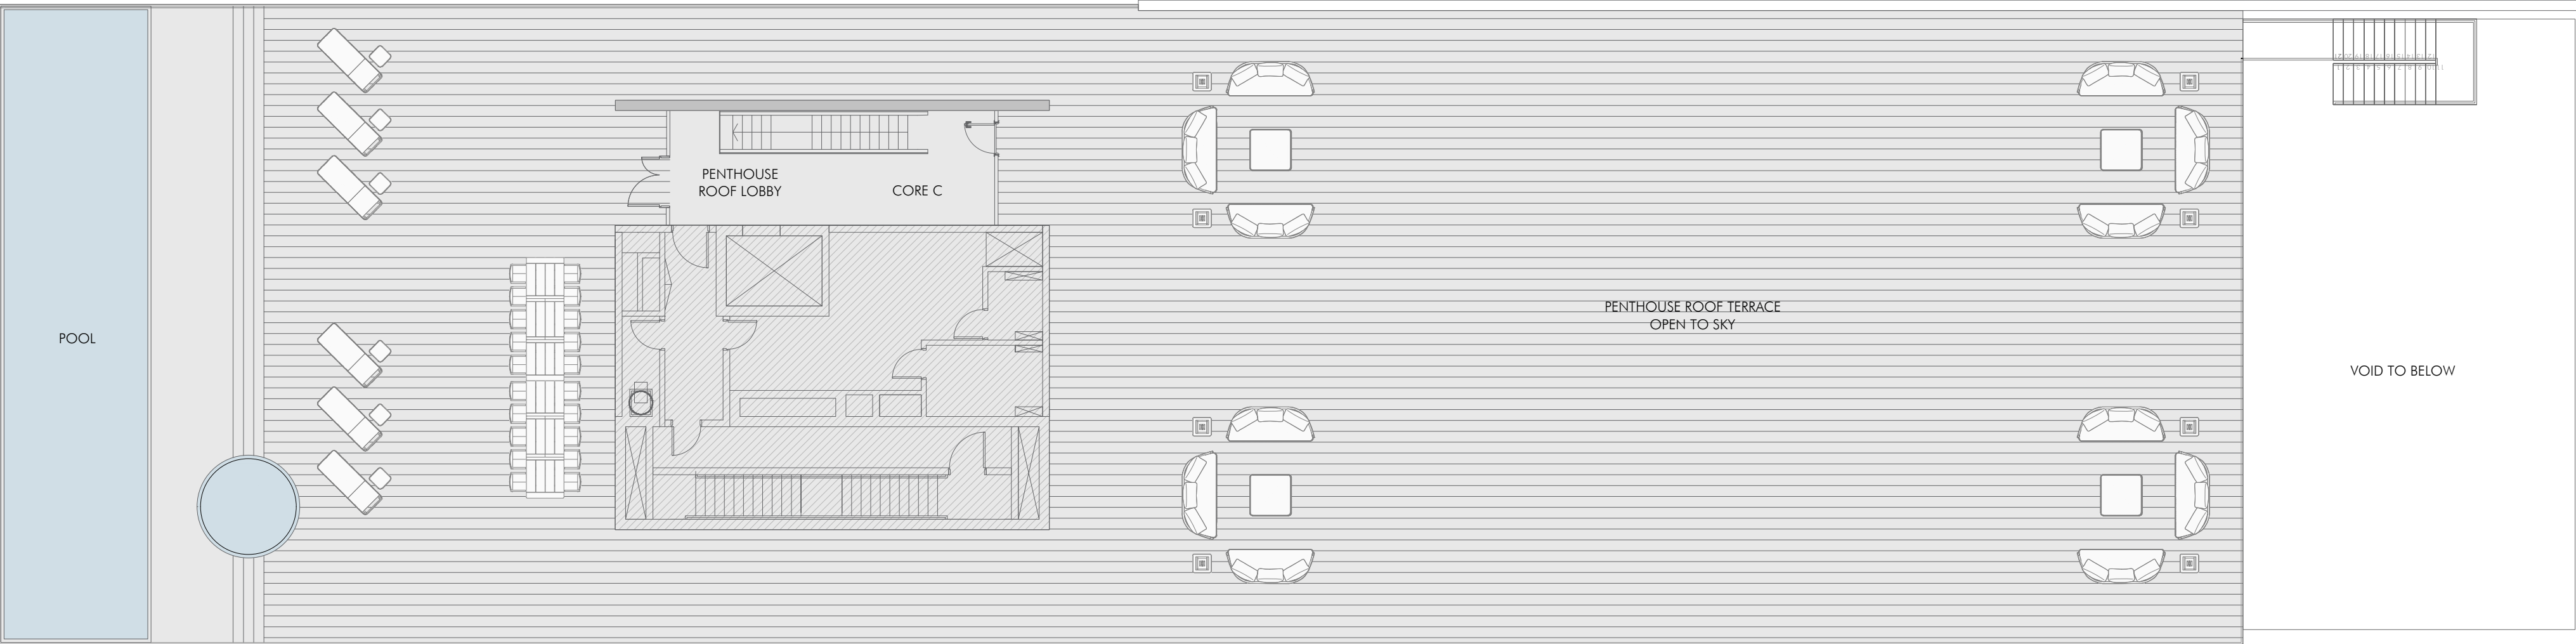 PENTHOUSE
ROOF LOBBY
CORE C
PENTHOUSE ROOF TERRACE
OPEN TO SKY
POOL
VOID TO BELOW